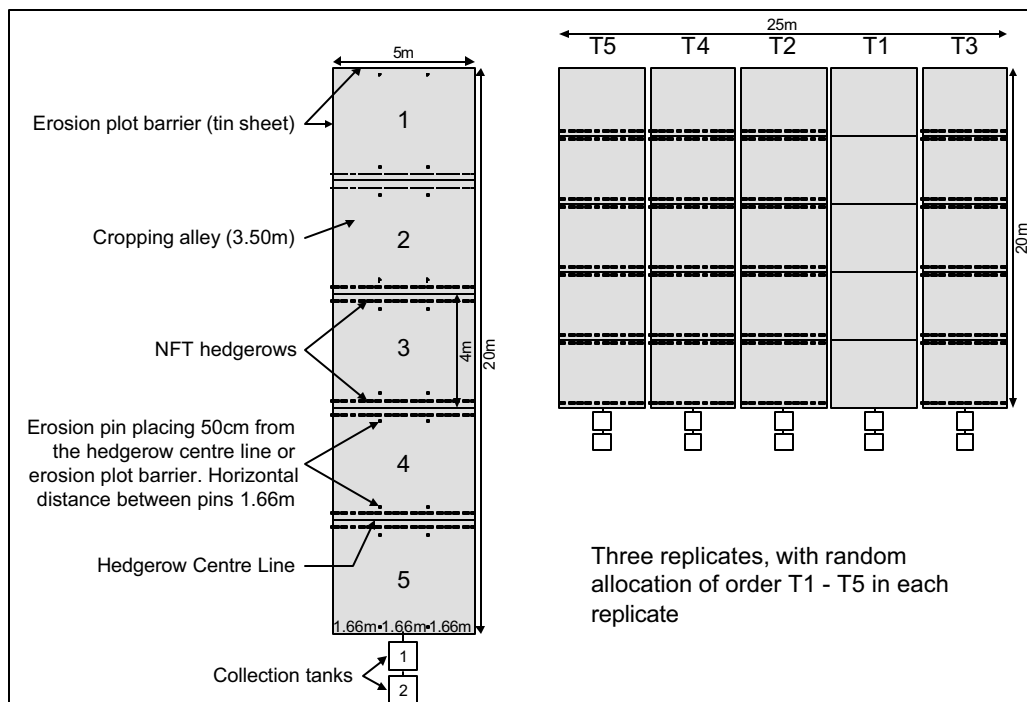 5m
Erosion plot barrier (tin sheet)
1
Cropping alley (3.50m)
2
NFT hedgerows
3
4m
20m
Erosion pin placing 50cm from
the hedgerow centre line or
erosion plot barrier. Horizontal
distance between pins 1.66m
4
Hedgerow Centre Line
5
1.66m 1.66m 1.66m
Collection tanks
1
2
25m
T5 T4 T2 T1 T3
20m
Three replicates, with random
allocation of order T1 - T5 in each
replicate